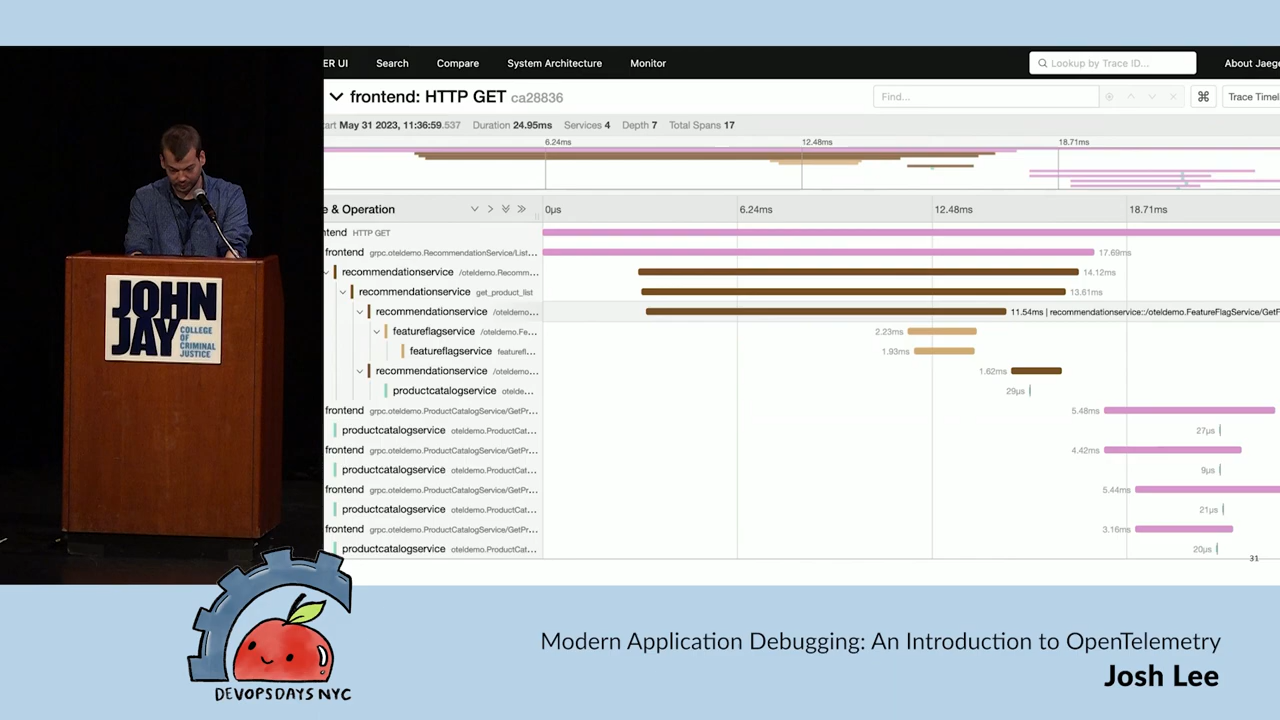 ER UI Search Compare System Architecture Monitor Lookup by Trace ID... About Jaege
frontend: HTTP GET ca28836 Find... ⌘ Trace Timel
tart May 31 2023, 11:36:59.537 Duration 24.95ms Services 4 Depth 7 Total Spans 17
6.24ms 12.48ms 18.71ms
e & Operation 0µs 6.24ms 12.48ms 18.71ms
ntend HTTP GET
frontend grpc.oteldemo.RecommendationService/List... 17.69ms
recommendationservice /oteldemo.Recomm... 14.12ms
recommendationservice get_product_list 13.61ms
recommendationservice /oteldemo... 11.54ms | recommendationservice::/oteldemo.FeatureFlagService/GetF
featureflagservice /oteldemo.Fe... 2.23ms
featureflagservice featurefl... 1.93ms
recommendationservice /oteldemo... 1.62ms
productcatalogservice otelde... 29µs
frontend grpc.oteldemo.ProductCatalogService/GetPr... 5.48ms
productcatalogservice oteldemo.ProductCat... 27µs
frontend grpc.oteldemo.ProductCatalogService/GetPr... 4.42ms
productcatalogservice oteldemo.ProductCat... 9µs
frontend grpc.oteldemo.ProductCatalogService/GetPr... 5.44ms
productcatalogservice oteldemo.ProductCat... 21µs
frontend grpc.oteldemo.ProductCatalogService/GetPr... 3.16ms
productcatalogservice oteldemo.ProductCat... 20µs
31
JOHN
JAY
COLLEGE
OF
CRIMINAL
JUSTICE
DEVOPSDAYS NYC
Modern Application Debugging: An Introduction to OpenTelemetry
Josh Lee